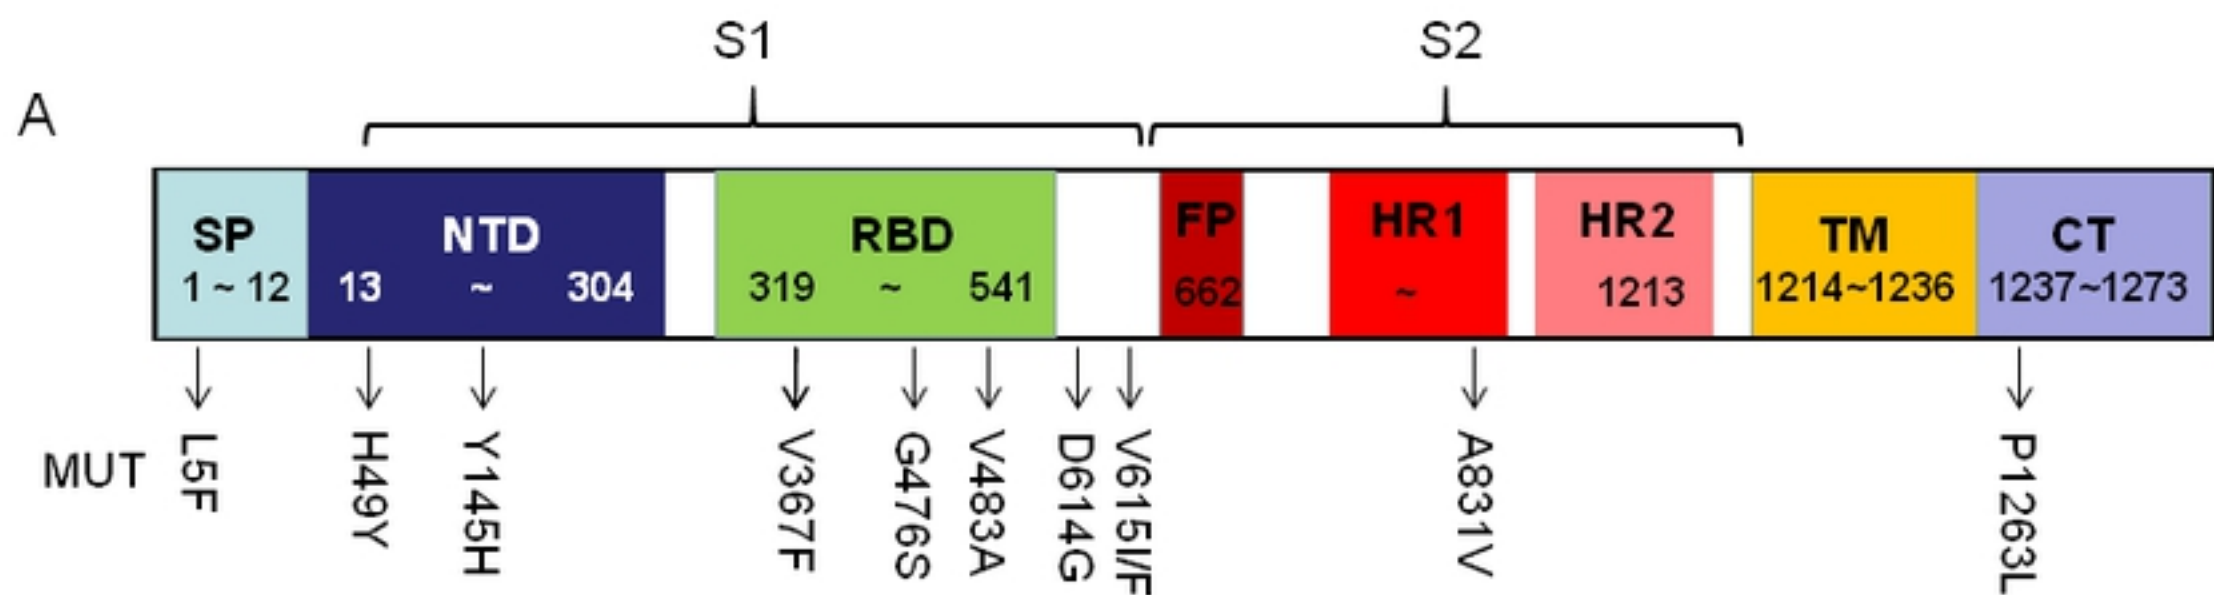 S1 S2
A
SP NTD RBD FP HR1 HR2 TM CT
1 ~ 12 13 ~ 304 319 ~ 541 662 ~ 1213 1214~1236 1237~1273
MUT L5F H49Y Y145H V367F G476S V483A D614G V615I/F A831V P1263L